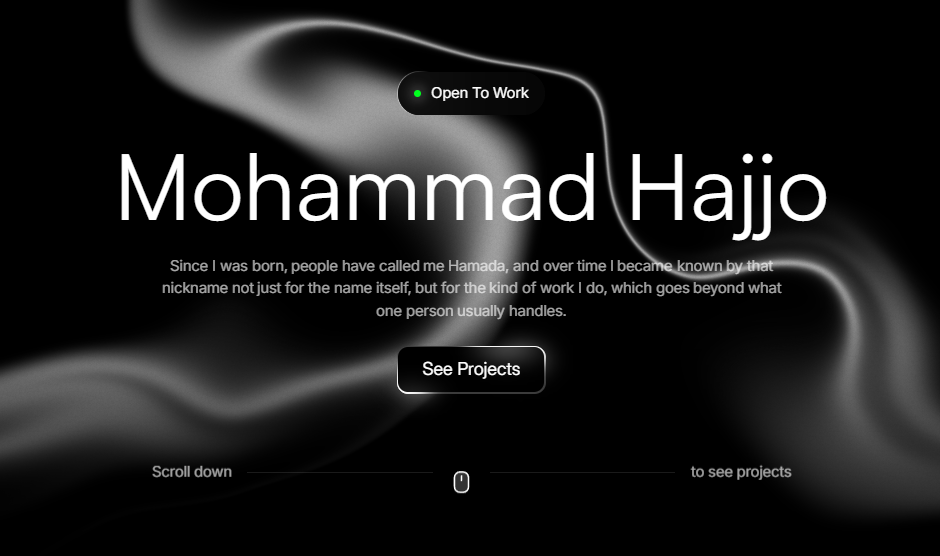 Open To Work
Mohammad Hajjo
Since I was born, people have called me Hamada, and over time I became known by that
nickname not just for the name itself, but for the kind of work I do, which goes beyond what
one person usually handles.
See Projects
Scroll down
to see projects